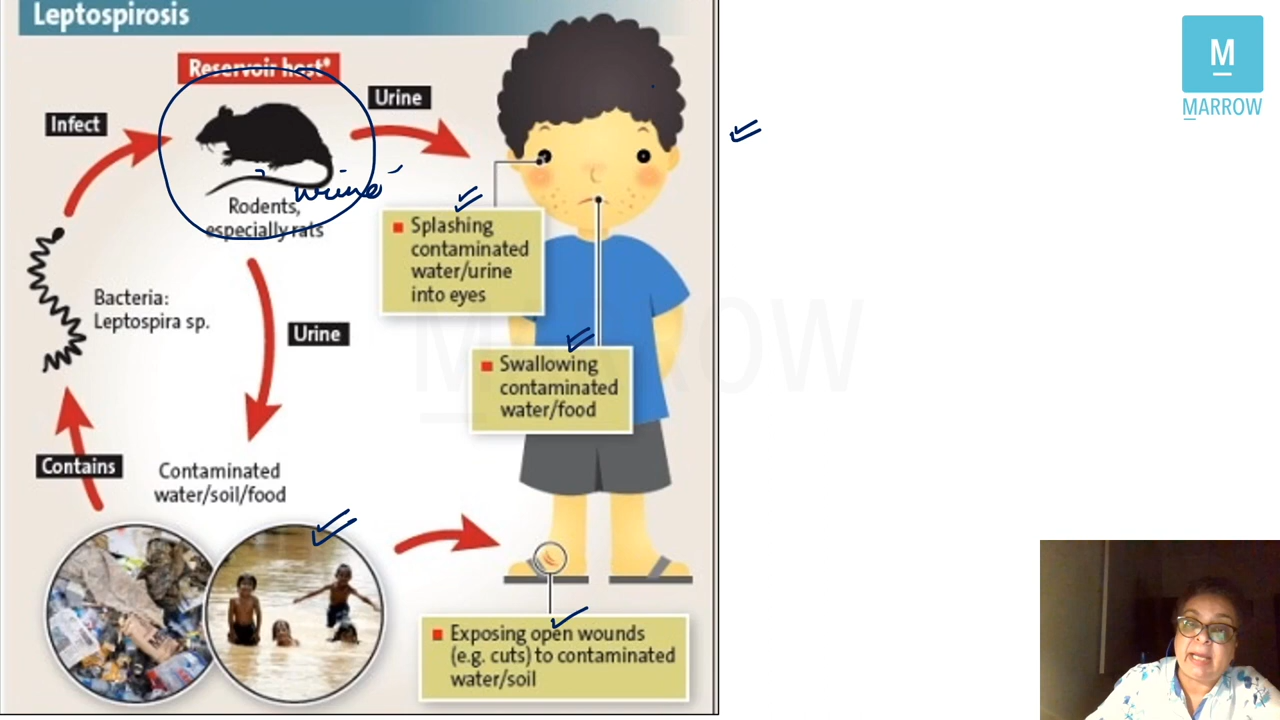 Leptospirosis
M
MARROW
Reservoir host*
Urine
Infect
urine
Rodents,
especially rats
Splashing
contaminated
water/urine
into eyes
Bacteria:
Leptospira sp.
Urine
MARROW
Swallowing
contaminated
water/food
Contains
Contaminated
water/soil/food
Exposing open wounds
(e.g. cuts) to contaminated
water/soil